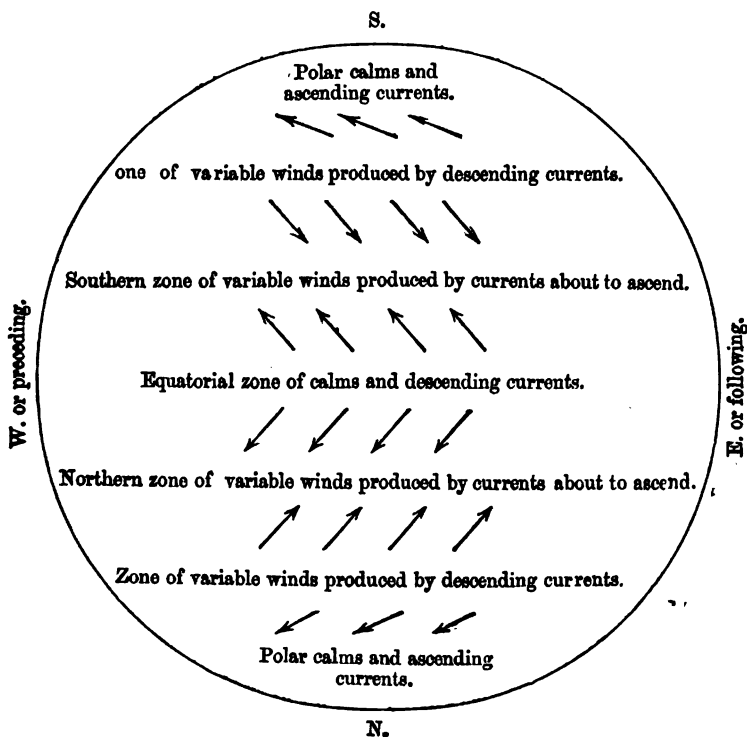 S.
Polar calms and
ascending currents.
one of variable winds produced by descending currents.
Southern zone of variable winds produced by currents about to ascend.
W. or preceding.
Equatorial zone of calms and descending currents.
E. or following.
Northern zone of variable winds produced by currents about to ascend.
Zone of variable winds produced by descending currents.
Polar calms and ascending
currents.
N.